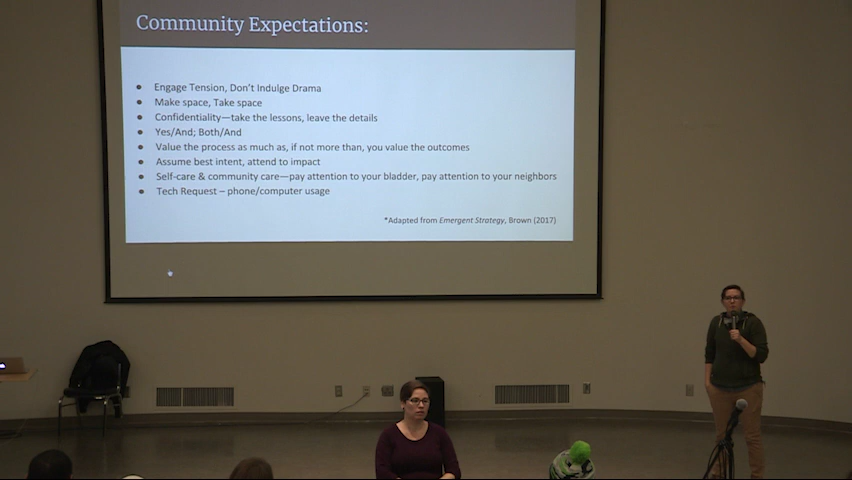 Community Expectations:
Engage Tension, Don't Indulge Drama
Make space, Take space
Confidentiality—take the lessons, leave the details
Yes/And; Both/And
Value the process as much as, if not more than, you value the outcomes
Assume best intent, attend to impact
Self-care & community care—pay attention to your bladder, pay attention to your neighbors
Tech Request – phone/computer usage
*Adapted from Emergent Strategy, Brown (2017)